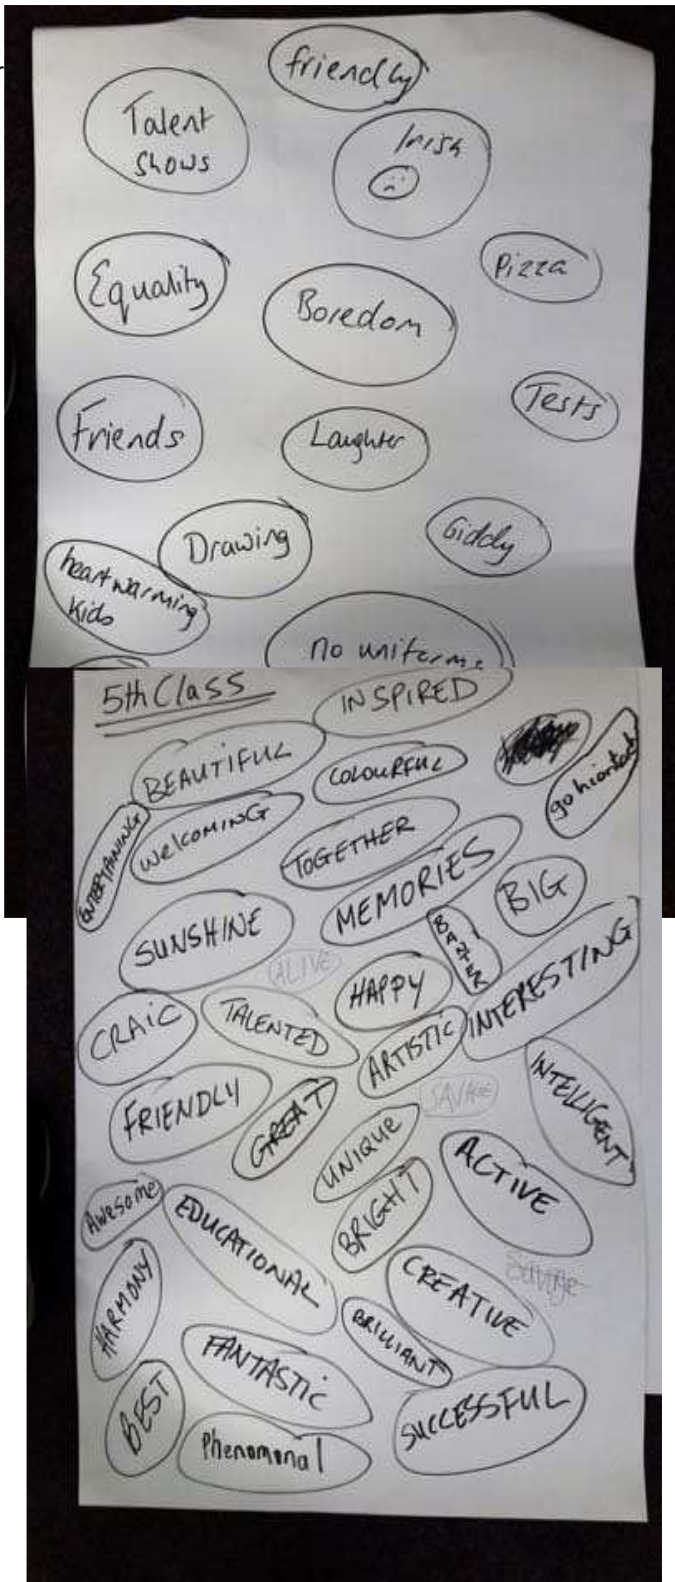 friendly
Talent
shows
Irish
Equality
Pizza
Boredom
Tests
Friends
Laughter
Drawing
Giddy
heartwarming
kids
no uniforms
5th Class
INSPIRED
BEAUTIFUL
COLOURFUL
go hiontach
ENTERTAINING
WelCOMING
TOGETHER
MEMORIES
BIG
SUNSHINE
ALIVE
HAPPY
INTERESTING
CRAiC
TALENTED
ARTISTIC
SAVAGE
INTELLIGENT
FRIENDLY
GREAT
UNIQUE
ACTIVE
Awesome
EDUCATIONAL
BRIGHT
Savage
HARMONY
CREATIVE
FANTASTIC
BRILLIANT
BEST
SUCCESSFUL
Phenomonal